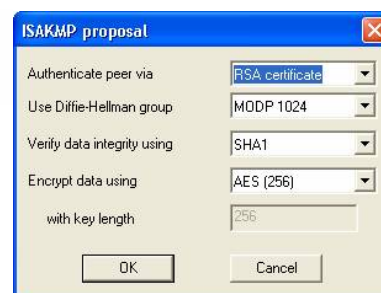 ISAKMP proposal
Authenticate peer via RSA certificate
Use Diffie-Hellman group MODP 1024
Verify data integrity using SHA1
Encrypt data using AES (256)
with key length 256
OK Cancel